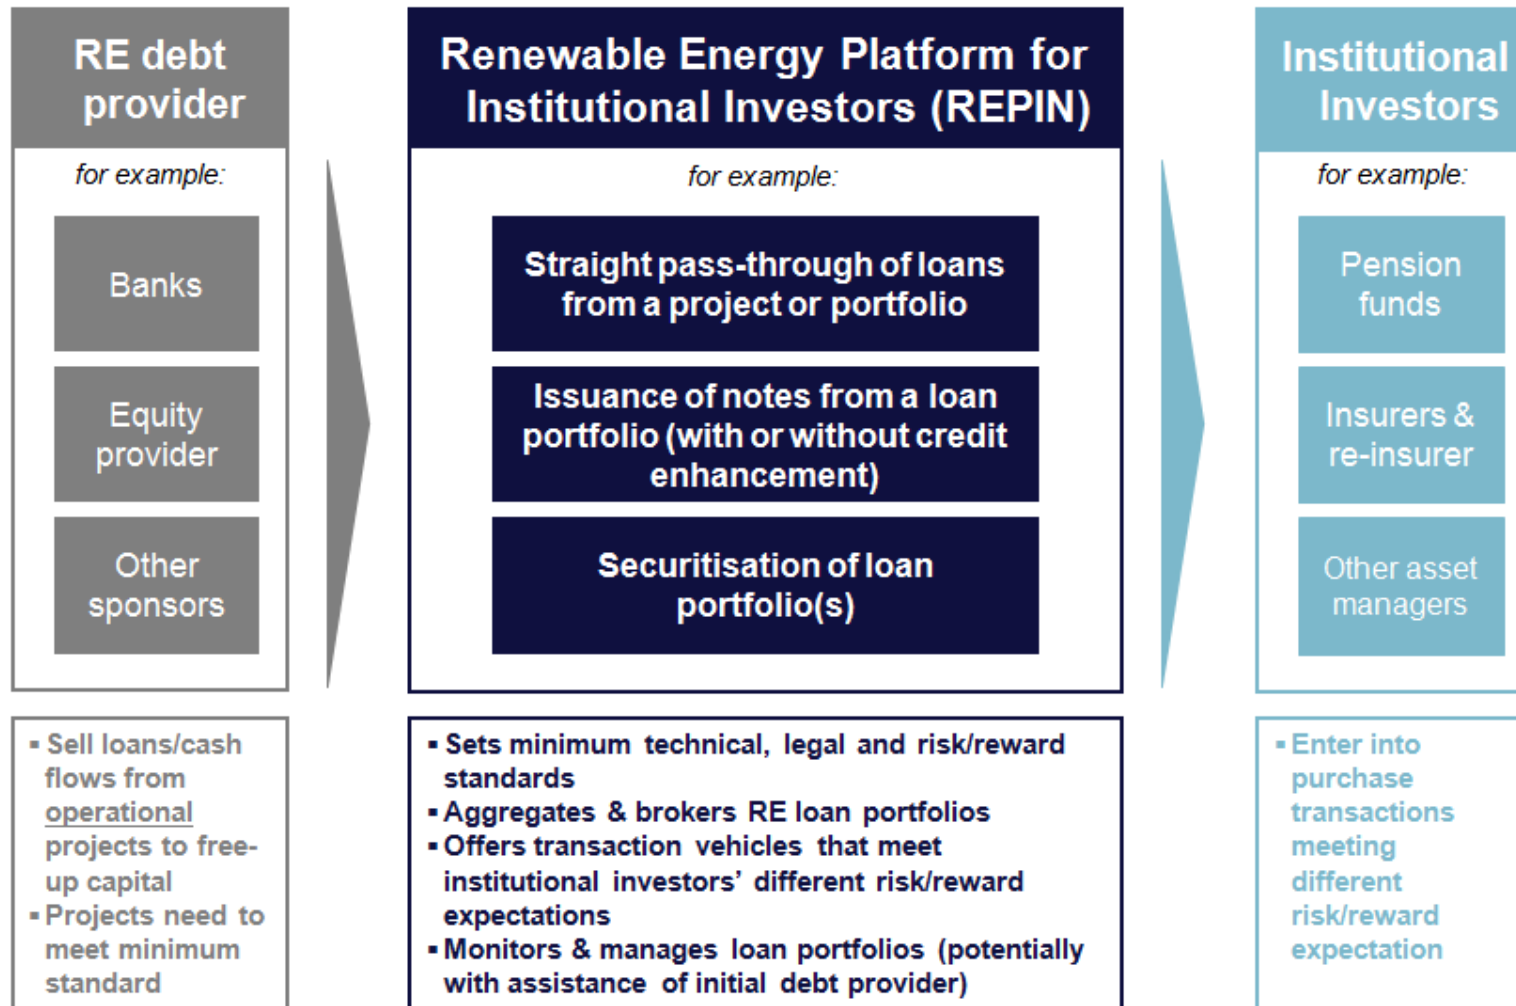 RE debt
provider
for example:
Banks
Equity
provider
Other
sponsors
▪ Sell loans/cash
flows from
operational
projects to free-
up capital
▪ Projects need to
meet minimum
standard
Renewable Energy Platform for
Institutional Investors (REPIN)
for example:
Straight pass-through of loans
from a project or portfolio
Issuance of notes from a loan
portfolio (with or without credit
enhancement)
Securitisation of loan
portfolio(s)
▪ Sets minimum technical, legal and risk/reward
standards
▪ Aggregates & brokers RE loan portfolios
▪ Offers transaction vehicles that meet
institutional investors’ different risk/reward
expectations
▪ Monitors & manages loan portfolios (potentially
with assistance of initial debt provider)
Institutional
Investors
for example:
Pension
funds
Insurers &
re-insurer
Other asset
managers
▪ Enter into
purchase
transactions
meeting
different
risk/reward
expectation